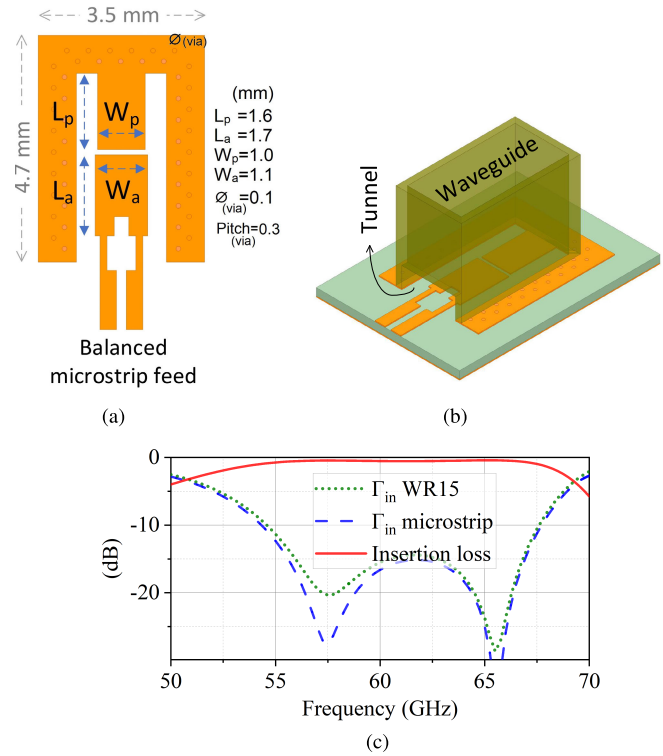 3.5 mm
Ø(via)
4.7 mm
Lp
Wp
La
Wa
(mm)
Lp=1.6
La=1.7
Wp=1.0
Wa=1.1
Ø(via)=0.1
Pitch=0.3
(via)
Balanced
microstrip feed
(a)
Waveguide
Tunnel
(b)
0
-10
-20
(dB)
Γin WR15
Γin microstrip
Insertion loss
50
55
60
65
70
Frequency (GHz)
(c)